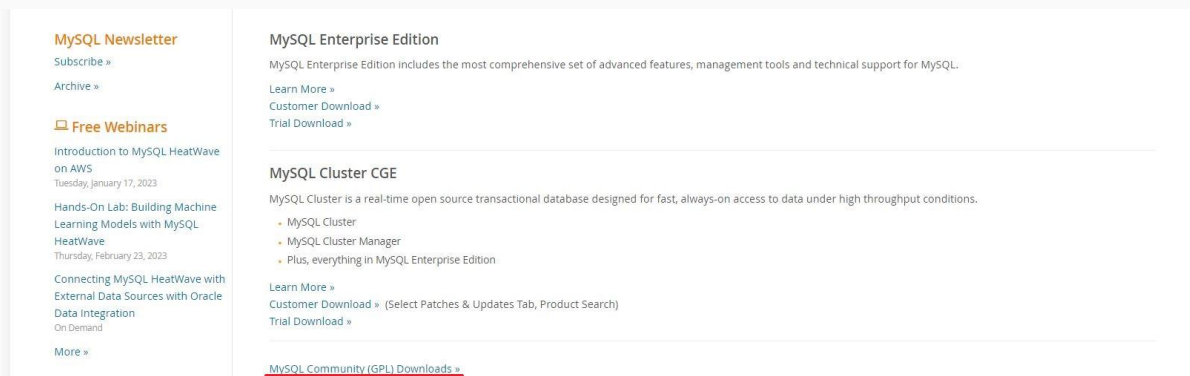 MySQL Newsletter
Subscribe »
Archive »
Free Webinars
Introduction to MySQL HeatWave
on AWS
Tuesday, January 17, 2023
Hands-On Lab: Building Machine
Learning Models with MySQL
HeatWave
Thursday, February 23, 2023
Connecting MySQL HeatWave with
External Data Sources with Oracle
Data Integration
On Demand
More »
MySQL Enterprise Edition
MySQL Enterprise Edition includes the most comprehensive set of advanced features, management tools and technical support for MySQL.
Learn More »
Customer Download »
Trial Download »
MySQL Cluster CGE
MySQL Cluster is a real-time open source transactional database designed for fast, always-on access to data under high throughput conditions.
• MySQL Cluster
• MySQL Cluster Manager
• Plus, everything in MySQL Enterprise Edition
Learn More »
Customer Download » (Select Patches & Updates Tab, Product Search)
Trial Download »
MySQL Community (GPL) Downloads »